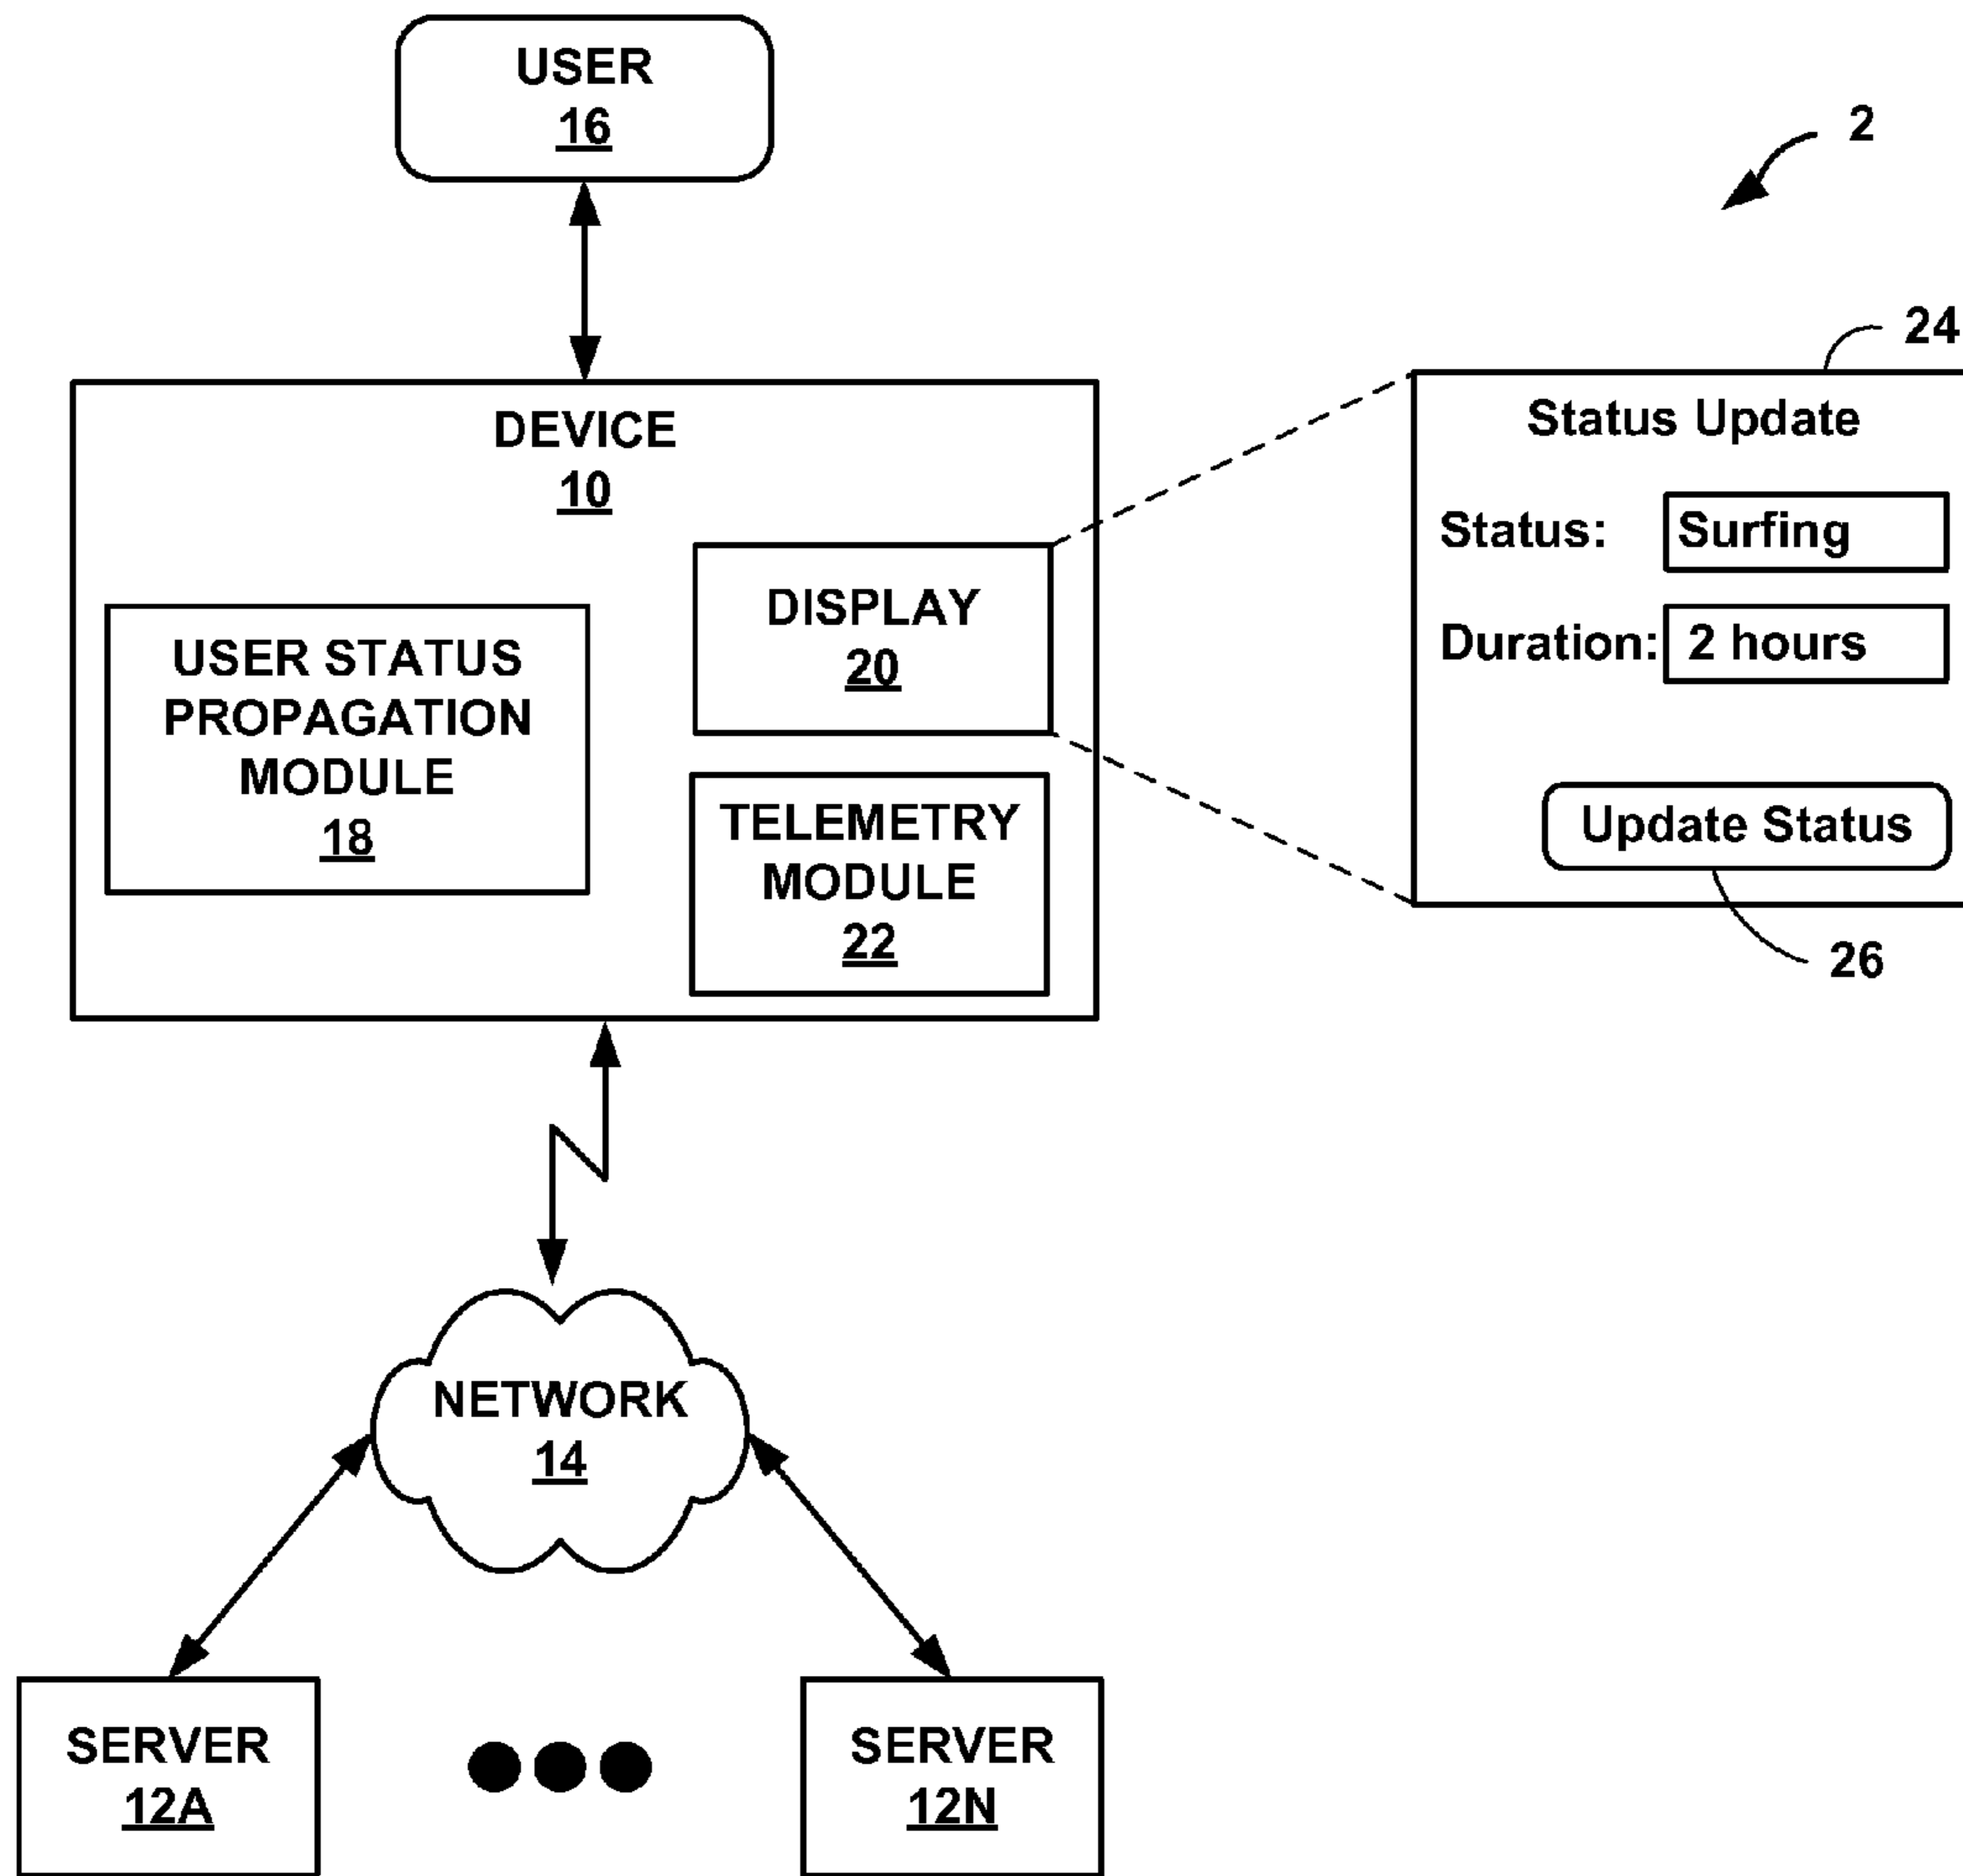 USER
16
2
DEVICE
10
USER STATUS
PROPAGATION
MODULE
18
DISPLAY
20
TELEMETRY
MODULE
22
24
Status Update
Status: Surfing
Duration: 2 hours
Update Status
26
NETWORK
14
SERVER
12A
SERVER
12N